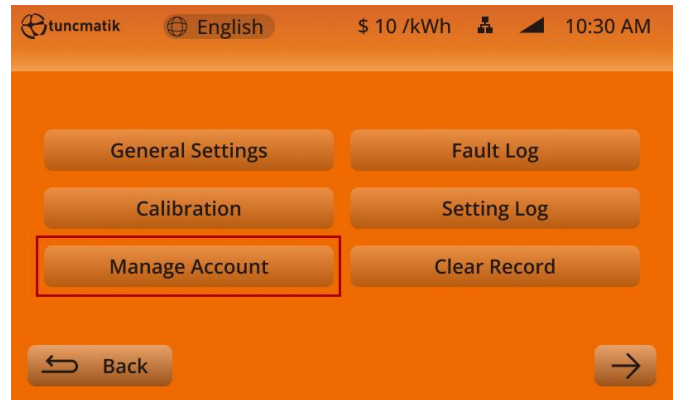 tuncmatik English $ 10 /kWh 10:30 AM
General Settings Fault Log
Calibration Setting Log
Manage Account Clear Record
Back